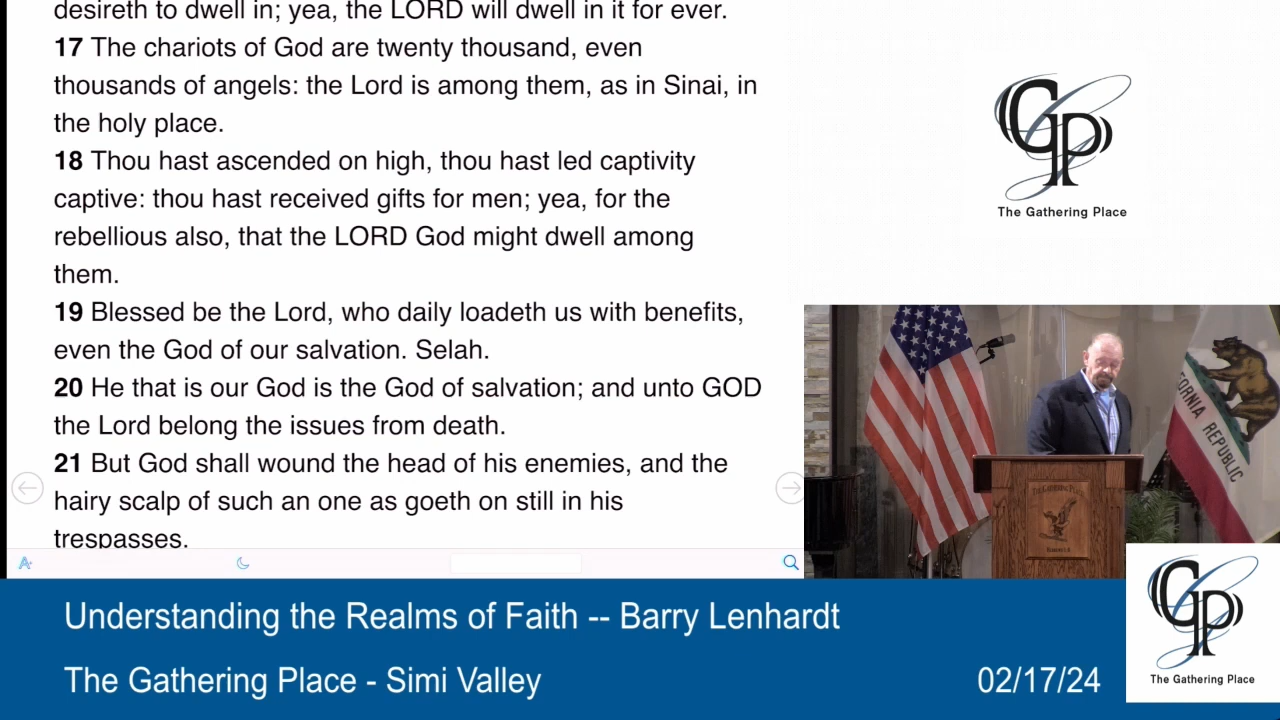 desireth to dwell in; yea, the LORD will dwell in it for ever.
17 The chariots of God are twenty thousand, even
thousands of angels: the Lord is among them, as in Sinai, in
the holy place.
18 Thou hast ascended on high, thou hast led captivity
captive: thou hast received gifts for men; yea, for the
rebellious also, that the LORD God might dwell among
them.
19 Blessed be the Lord, who daily loadeth us with benefits,
even the God of our salvation. Selah.
20 He that is our God is the God of salvation; and unto GOD
the Lord belong the issues from death.
21 But God shall wound the head of his enemies, and the
hairy scalp of such an one as goeth on still in his
trespasses.
A
GP
The Gathering Place
FORNIA REPUBLIC
Understanding the Realms of Faith -- Barry Lenhardt
The Gathering Place - Simi Valley
02/17/24
GP
The Gathering Place